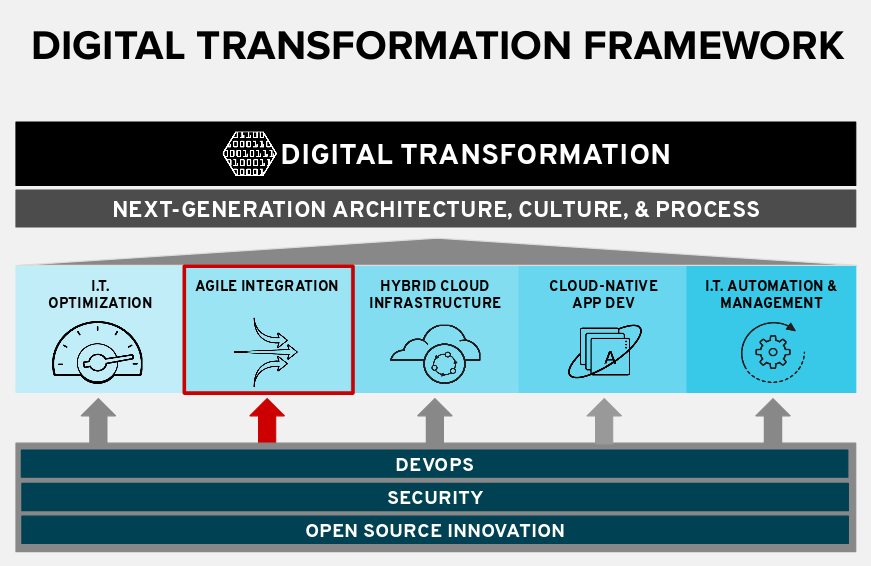 DIGITAL TRANSFORMATION FRAMEWORK
DIGITAL TRANSFORMATION
NEXT-GENERATION ARCHITECTURE, CULTURE, & PROCESS
I.T.
OPTIMIZATION
AGILE INTEGRATION
HYBRID CLOUD
INFRASTRUCTURE
CLOUD-NATIVE
APP DEV
A
I.T. AUTOMATION &
MANAGEMENT
DEVOPS
SECURITY
OPEN SOURCE INNOVATION